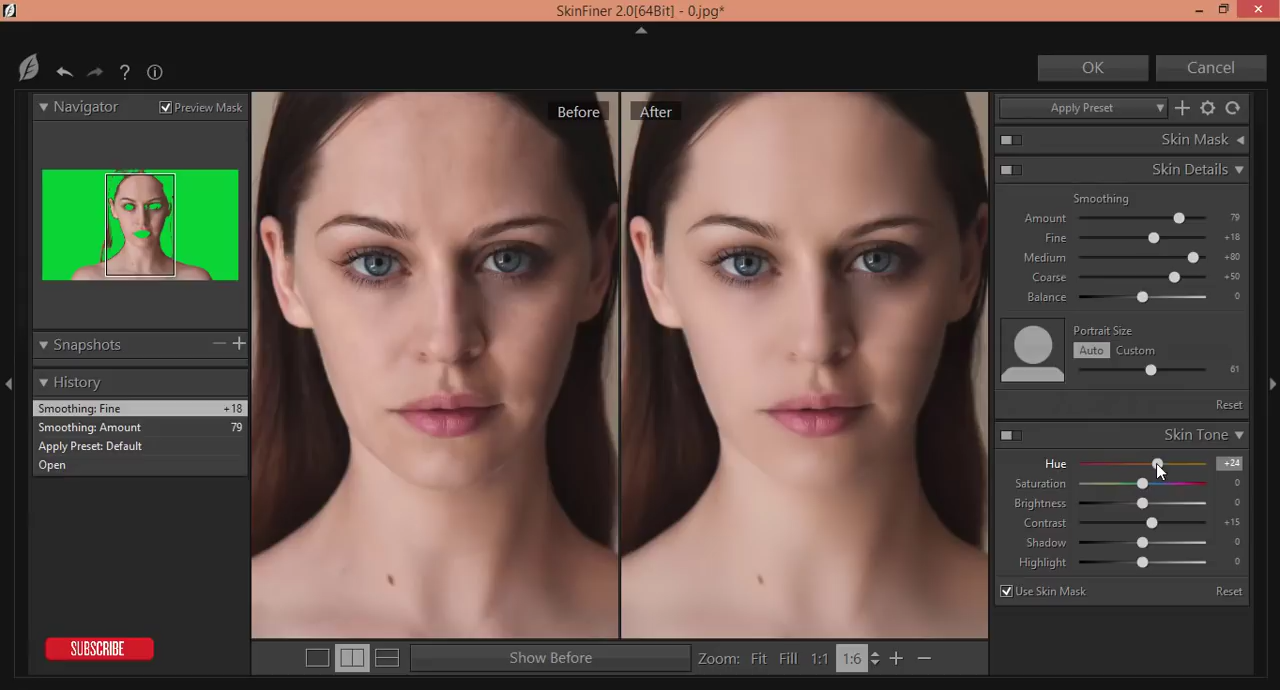 SkinFiner 2.0[64Bit] - 0.jpg*
OK
Cancel
Navigator
Preview Mask
Before
After
Apply Preset
Skin Mask
Skin Details
Smoothing
Amount 79
Fine +18
Medium +80
Coarse +50
Balance 0
Portrait Size
Auto Custom
61
Reset
Snapshots
History
Smoothing: Fine +18
Smoothing: Amount 79
Apply Preset: Default
Open
Skin Tone
Hue +24
Saturation 0
Brightness 0
Contrast +15
Shadow 0
Highlight 0
Use Skin Mask Reset
SUBSCRIBE
Show Before
Zoom: Fit Fill 1:1 1:6